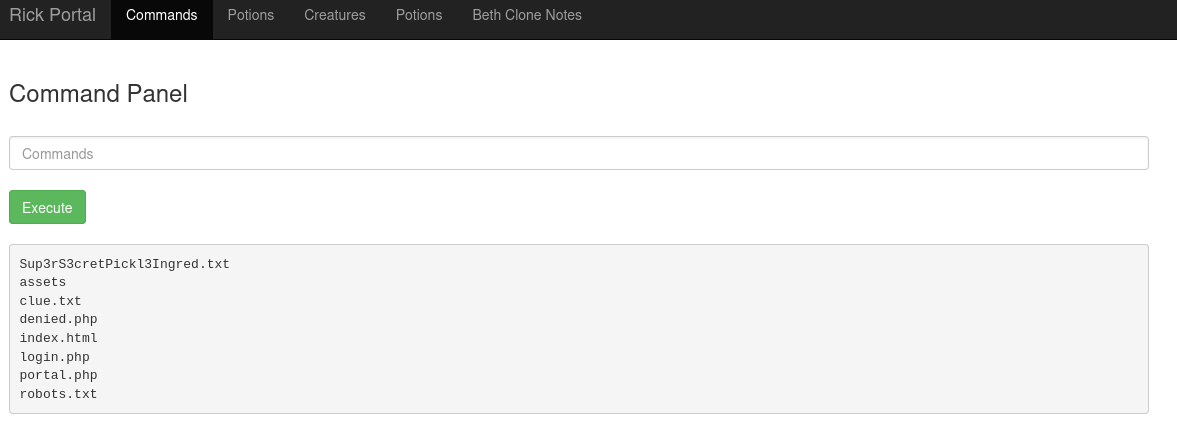 Rick Portal Commands Potions Creatures Potions Beth Clone Notes
Command Panel
Commands
Execute
Sup3rS3cretPickl3Ingred.txt
assets
clue.txt
denied.php
index.html
login.php
portal.php
robots.txt